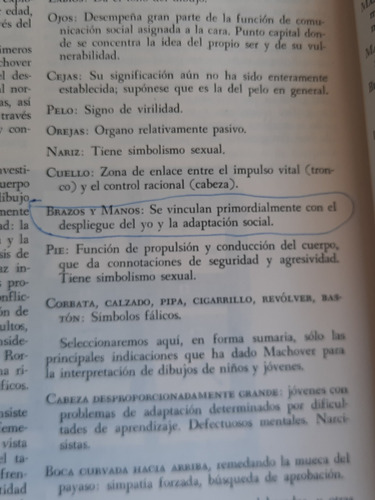 edad,
és del
OJOS: Desempeña gran parte de la función de comu-
nicación social asignada a la cara. Punto capital don-
de se concentra la idea del propio ser y de su vul-
nerabilidad.
CEJAS: Su significación aún no ha sido enteramente
establecida; supónese que es la del pelo en general.
PELO: Signo de virilidad.
OREJAS: Organo relativamente pasivo.
NARIZ: Tiene simbolismo sexual.
CUELLO: Zona de enlace entre el impulso vital (tron-
co) y el control racional (cabeza).
BRAZOS Y MANOS: Se vinculan primordialmente con el
despliegue del yo y la adaptación social.
PIE: Función de propulsión y conducción del cuerpo,
que da connotaciones de seguridad y agresividad.
Tiene simbolismo sexual.
CORBATA, CALZADO, PIPA, CIGARRILLO, REVÓLVER, BAS-
TÓN: Símbolos fálicos.
Seleccionaremos aquí, en forma sumaria, sólo las
principales indicaciones que ha dado Machover para
la interpretación de dibujos de niños y jóvenes.
CABEZA DESPROPORCIONADAMENTE GRANDE: jóvenes con
problemas de adaptación determinados por dificul-
tades de aprendizaje. Defectuosos mentales. Narci-
sistas.
BOCA CURVADA HACIA ARRIBA, remedando la mueca del
payaso: simpatía forzada, búsqueda de aprobación.